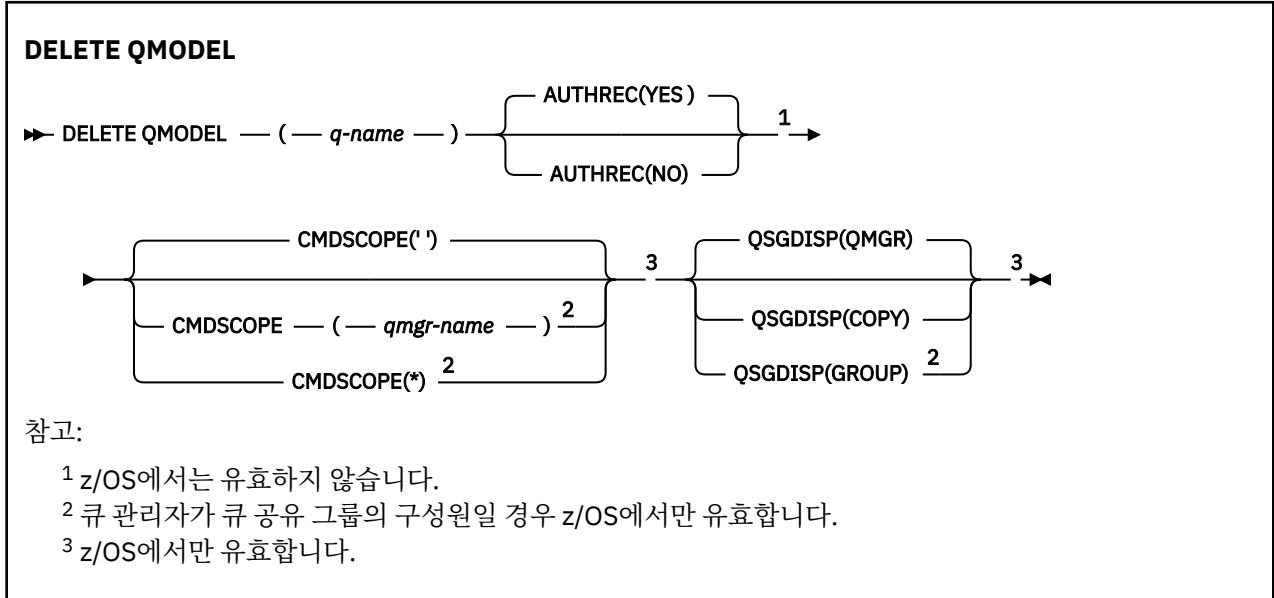 DELETE QMODEL
AUTHREC(YES )
DELETE QMODEL ( q-name ) 1
AUTHREC(NO)
CMDSCOPE(' ') QSGDISP(QMGR)
3 3
CMDSCOPE ( qmgr-name ) 2 QSGDISP(COPY)
CMDSCOPE(*) 2 QSGDISP(GROUP) 2
참고:
1 z/OS에서는 유효하지 않습니다.
2 큐 관리자가 큐 공유 그룹의 구성원일 경우 z/OS에서만 유효합니다.
3 z/OS에서만 유효합니다.